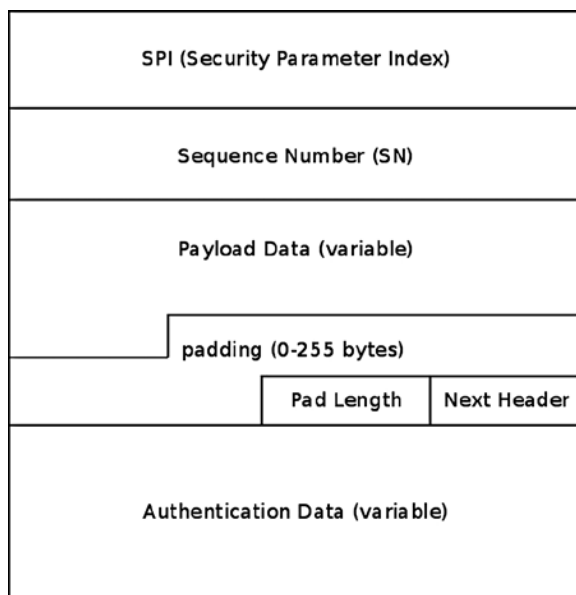 SPI (Security Parameter Index)
Sequence Number (SN)
Payload Data (variable)
padding (0-255 bytes)
Pad Length
Next Header
Authentication Data (variable)